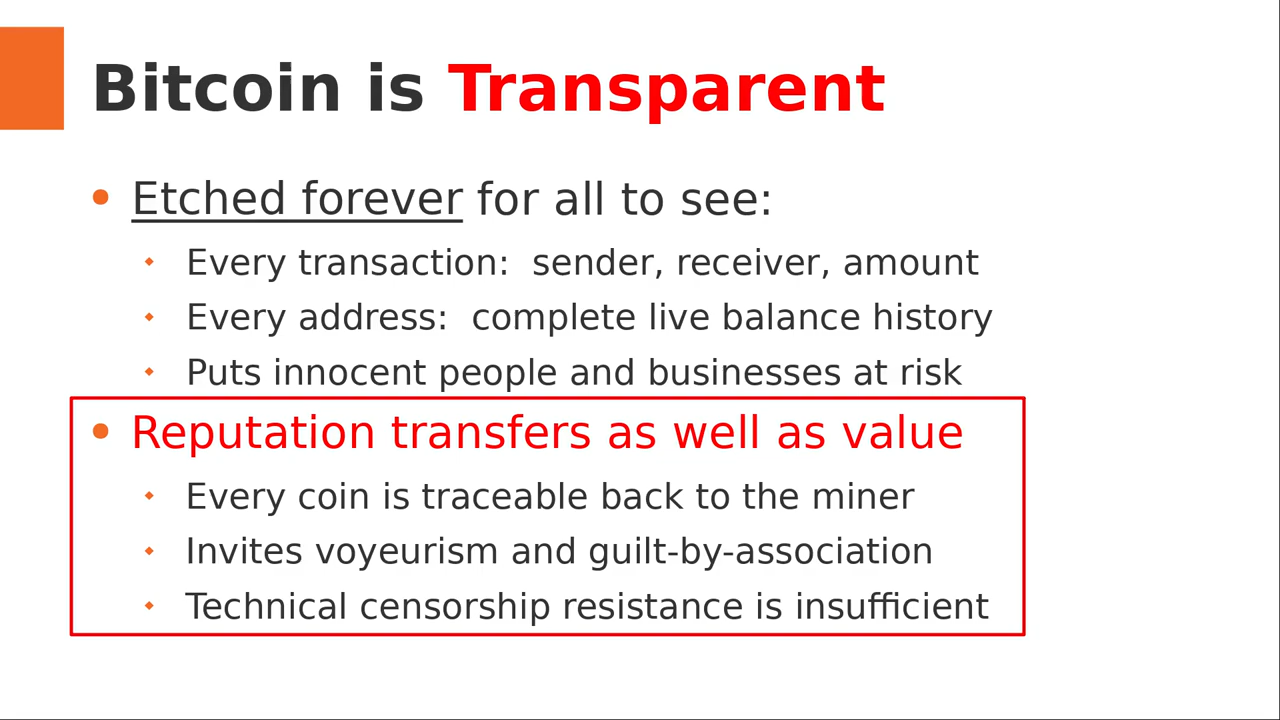 Bitcoin is Transparent
Etched forever for all to see:
Every transaction:  sender, receiver, amount
Every address:  complete live balance history
Puts innocent people and businesses at risk
Reputation transfers as well as value
Every coin is traceable back to the miner
Invites voyeurism and guilt-by-association
Technical censorship resistance is insufficient